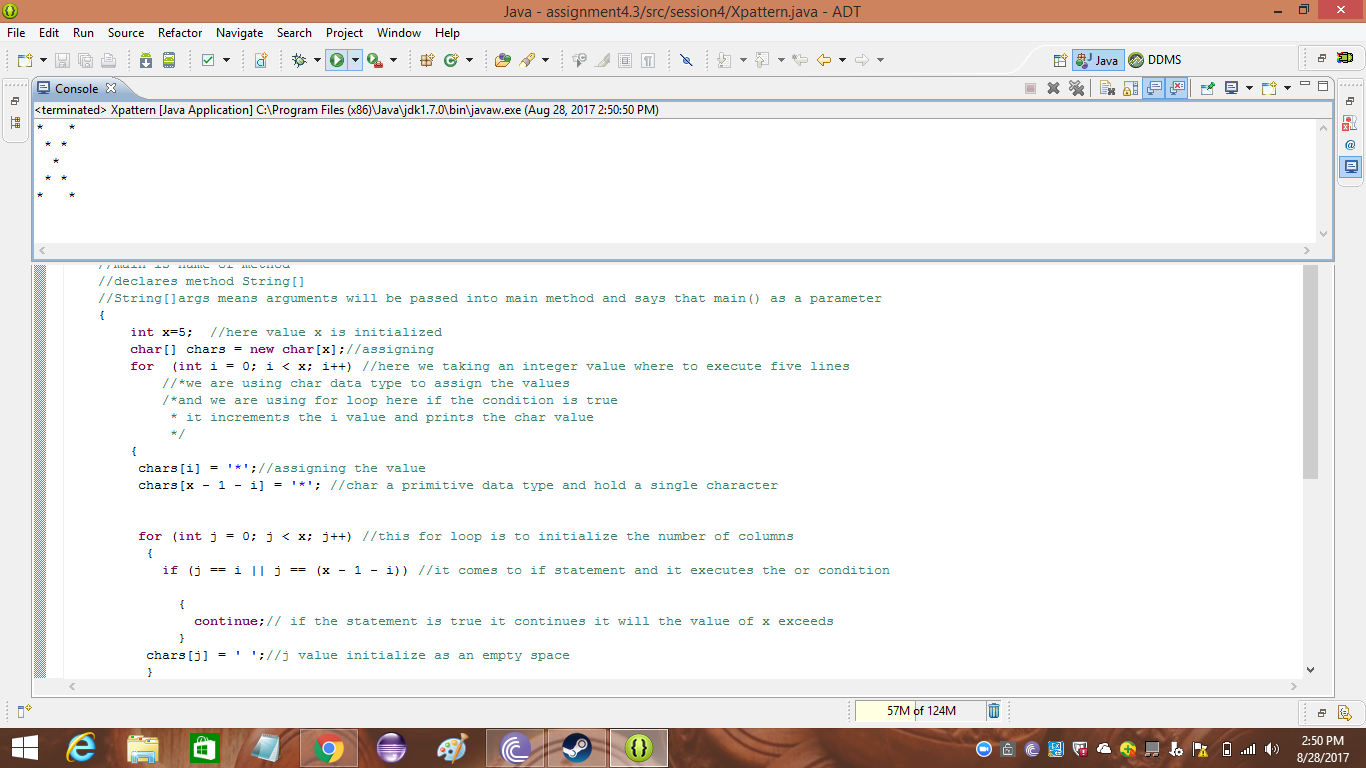 Java - assignment4.3/src/session4/Xpattern.java - ADT
File Edit Run Source Refactor Navigate Search Project Window Help
Java DDMS
Console
<terminated> Xpattern [Java Application] C:\Program Files (x86)\Java\jdk1.7.0\bin\javaw.exe (Aug 28, 2017 2:50:50 PM)
*   *
 * *
  *
 * *
*   *
//main is name of method
//declares method String[]
//String[]args means arguments will be passed into main method and says that main() as a parameter
{
int x=5;  //here value x is initialized
char[] chars = new char[x];//assigning
for  (int i = 0; i < x; i++) //here we taking an integer value where to execute five lines
//*we are using char data type to assign the values
/*and we are using for loop here if the condition is true
* it increments the i value and prints the char value
*/
{
chars[i] = '*';//assigning the value
chars[x - 1 - i] = '*'; //char a primitive data type and hold a single character
for (int j = 0; j < x; j++) //this for loop is to initialize the number of columns
{
if (j == i || j == (x - 1 - i)) //it comes to if statement and it executes the or condition
{
continue;// if the statement is true it continues it will the value of x exceeds
}
chars[j] = ' ';//j value initialize as an empty space
}
57M of 124M
2:50 PM
8/28/2017